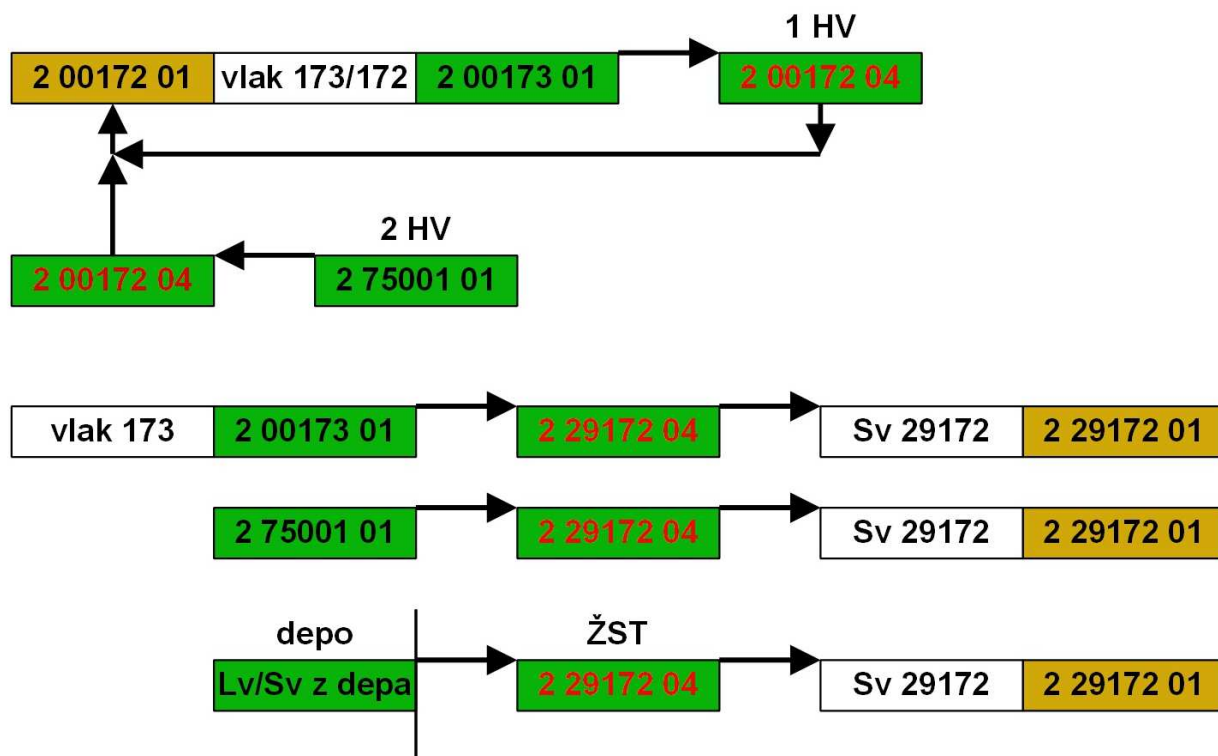 1 HV
2 00172 01 vlak 173/172 2 00173 01 2 00172 04
2 HV
2 00172 04 2 75001 01
vlak 173 2 00173 01 2 29172 04 Sv 29172 2 29172 01
2 75001 01 2 29172 04 Sv 29172 2 29172 01
depo ŽST
Lv/Sv z depa 2 29172 04 Sv 29172 2 29172 01